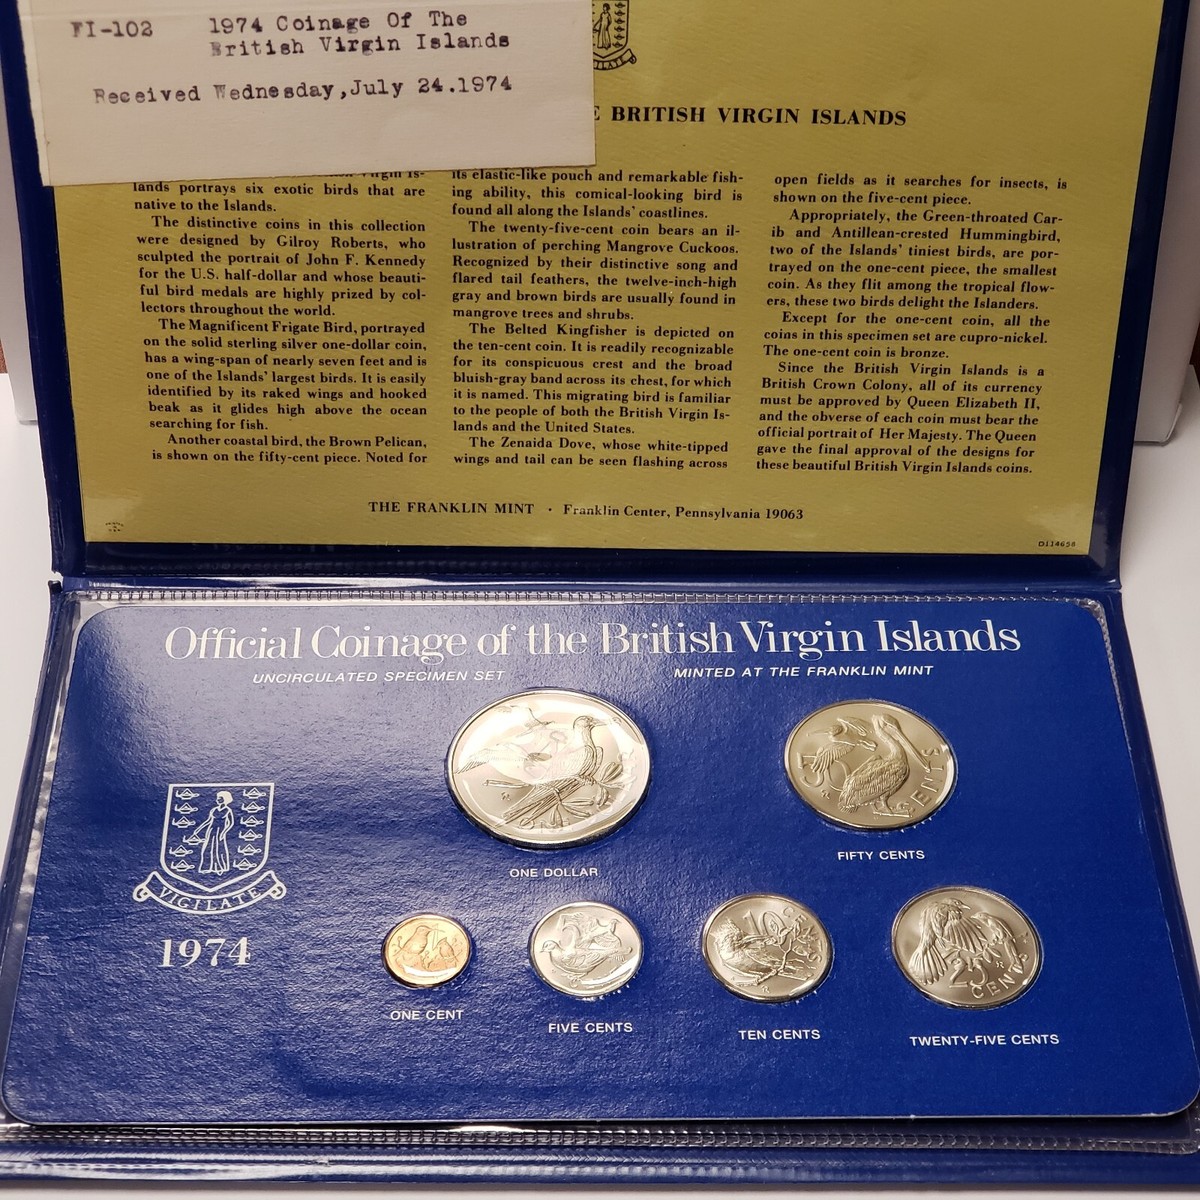 FI-102 1974 Coinage Of The
British Virgin Islands
Received Wednesday,July 24.1974
VIGILATE
BRITISH VIRGIN ISLANDS
Virgin Is-
lands portrays six exotic birds that are
native to the Islands.
The distinctive coins in this collection
were designed by Gilroy Roberts, who
sculpted the portrait of John F. Kennedy
for the U.S. half-dollar and whose beauti-
ful bird medals are highly prized by col-
lectors throughout the world.
The Magnificent Frigate Bird, portrayed
on the solid sterling silver one-dollar coin,
has a wing-span of nearly seven feet and is
one of the Islands' largest birds. It is easily
identified by its raked wings and hooked
beak as it glides high above the ocean
searching for fish.
Another coastal bird, the Brown Pelican,
is shown on the fifty-cent piece. Noted for
its elastic-like pouch and remarkable fish-
ing ability, this comical-looking bird is
found all along the Islands' coastlines.
The twenty-five-cent coin bears an il-
lustration of perching Mangrove Cuckoos.
Recognized by their distinctive song and
flared tail feathers, the twelve-inch-high
gray and brown birds are usually found in
mangrove trees and shrubs.
The Belted Kingfisher is depicted on
the ten-cent coin. It is readily recognizable
for its conspicuous crest and the broad
bluish-gray band across its chest, for which
it is named. This migrating bird is familiar
to the people of both the British Virgin Is-
lands and the United States.
The Zenaida Dove, whose white-tipped
wings and tail can be seen flashing across
open fields as it searches for insects, is
shown on the five-cent piece.
Appropriately, the Green-throated Car-
ib and Antillean-crested Hummingbird,
two of the Islands' tiniest birds, are por-
trayed on the one-cent piece, the smallest
coin. As they flit among the tropical flow-
ers, these two birds delight the Islanders.
Except for the one-cent coin, all the
coins in this specimen set are cupro-nickel.
The one-cent coin is bronze.
Since the British Virgin Islands is a
British Crown Colony, all of its currency
must be approved by Queen Elizabeth II,
and the obverse of each coin must bear the
official portrait of Her Majesty. The Queen
gave the final approval of the designs for
these beautiful British Virgin Islands coins.
THE FRANKLIN MINT · Franklin Center, Pennsylvania 19063
D114658
Official Coinage of the British Virgin Islands
UNCIRCULATED SPECIMEN SET MINTED AT THE FRANKLIN MINT
ONE
CENTS
ONE DOLLAR
FIFTY CENTS
VIGILATE
1974
5
10 CENTS
25 CENTS
ONE CENT
FIVE CENTS
TEN CENTS
TWENTY-FIVE CENTS